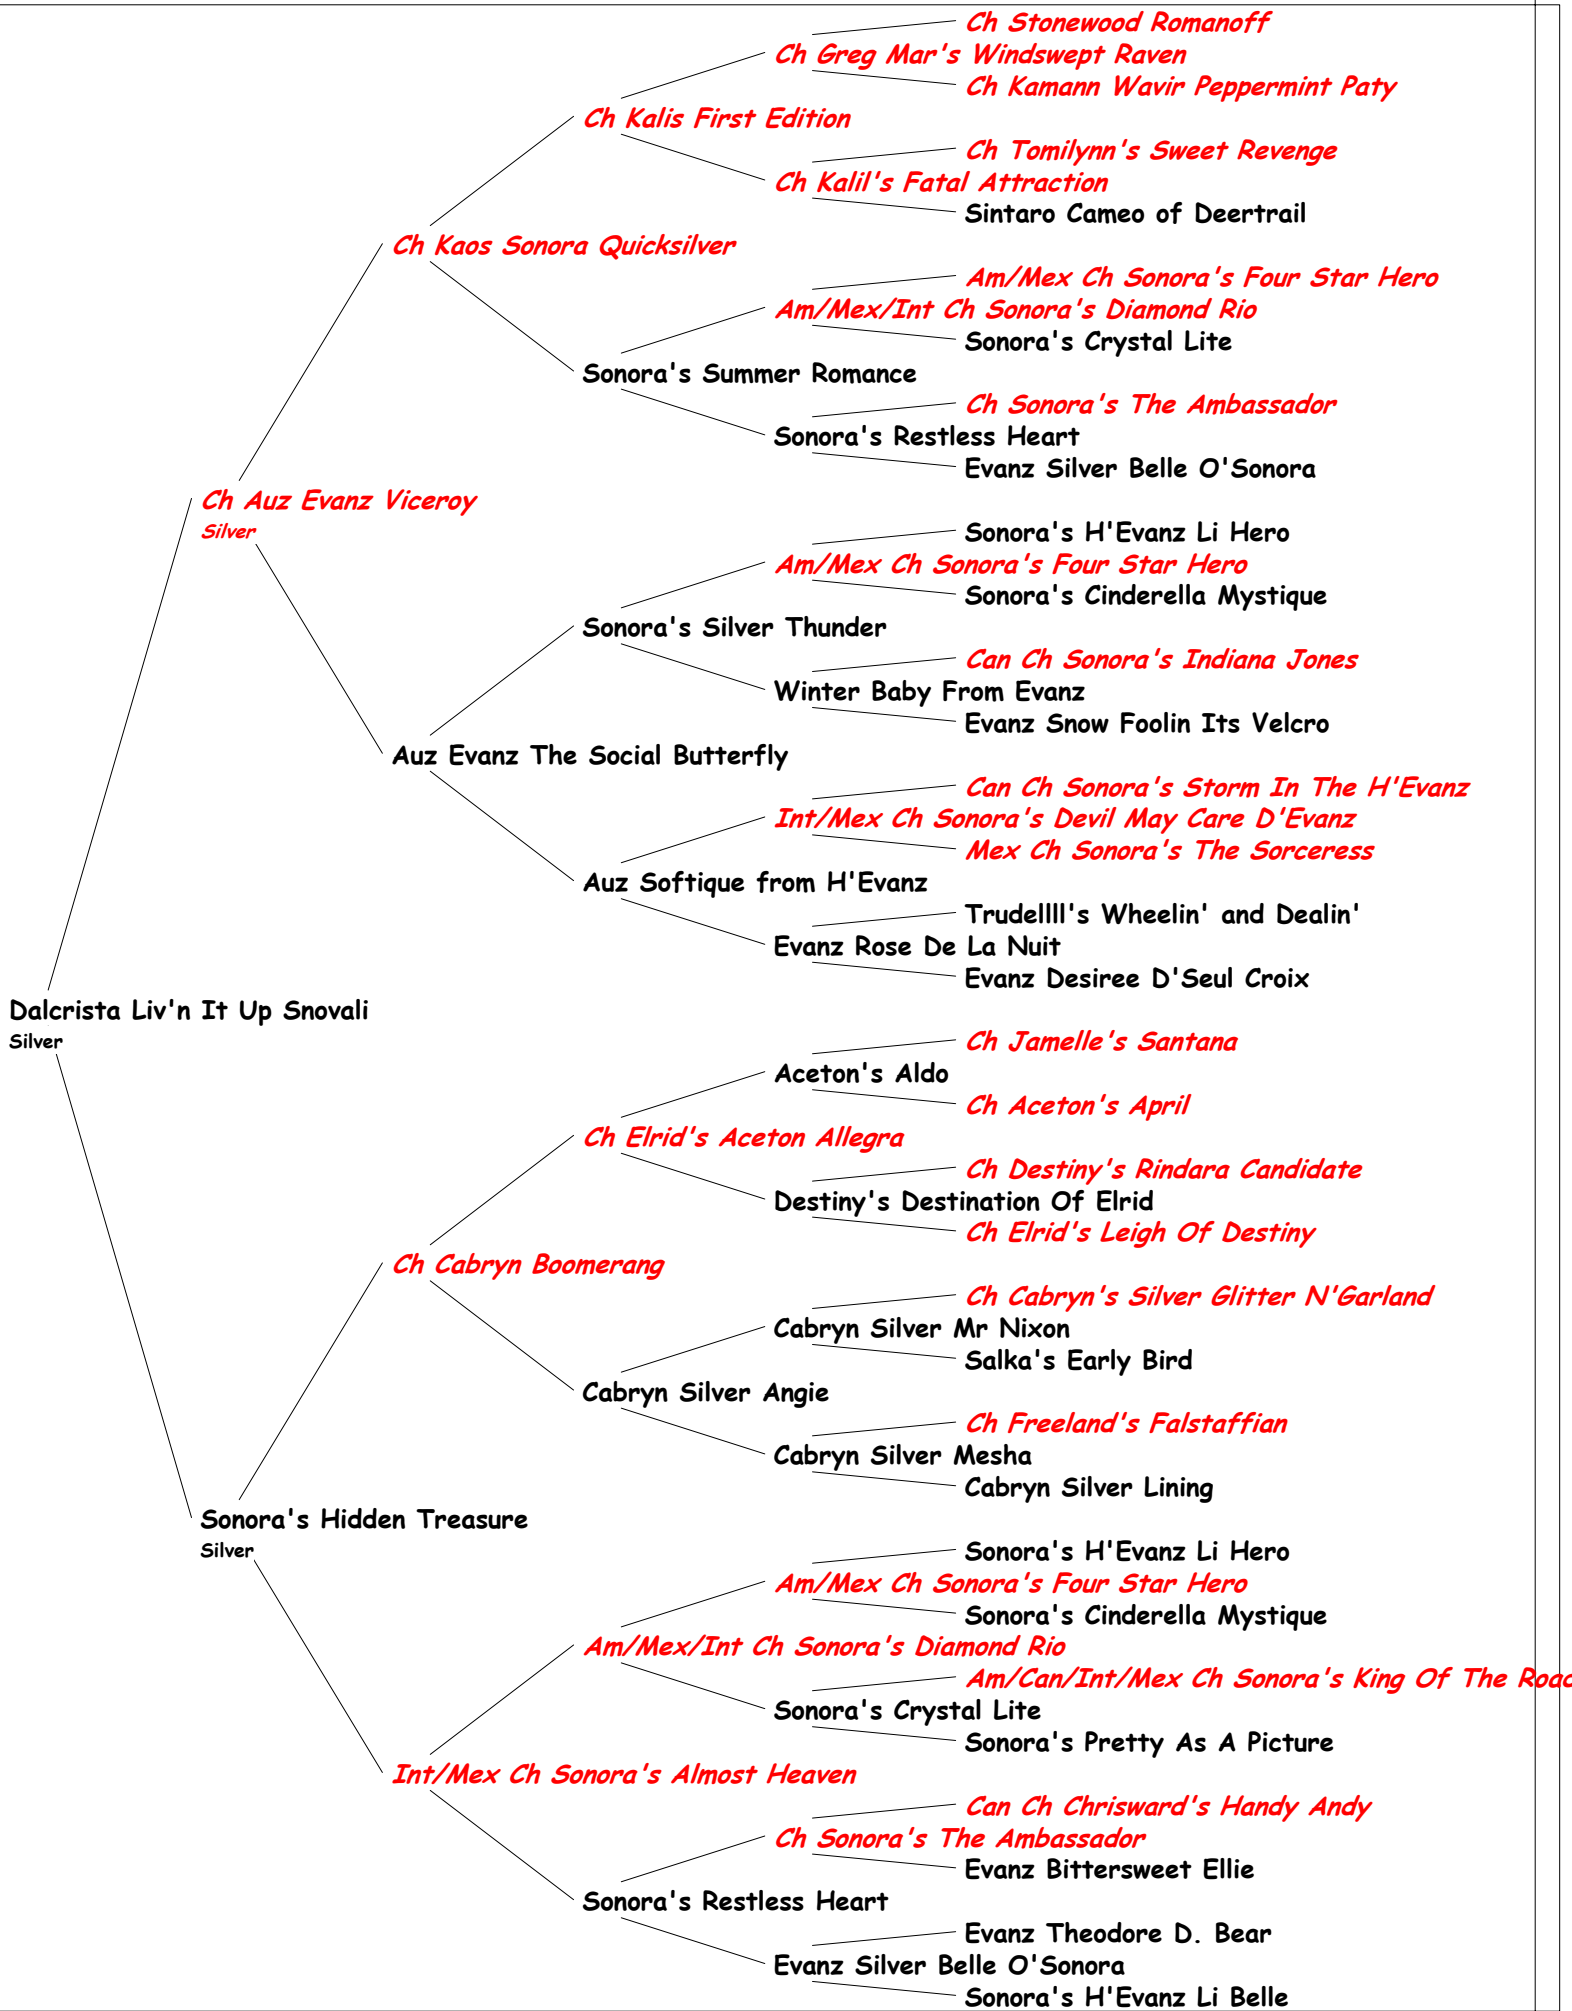 Ch Stonewood Romanoff
Ch Greg Mar's Windswept Raven
Ch Kamann Wavir Peppermint Paty
Ch Kalis First Edition
Ch Tomilynn's Sweet Revenge
Ch Kalil's Fatal Attraction
Sintaro Cameo of Deertrail
Ch Kaos Sonora Quicksilver
Am/Mex Ch Sonora's Four Star Hero
Am/Mex/Int Ch Sonora's Diamond Rio
Sonora's Crystal Lite
Sonora's Summer Romance
Ch Sonora's The Ambassador
Sonora's Restless Heart
Evanz Silver Belle O'Sonora
Ch Auz Evanz Viceroy
Silver
Sonora's H'Evanz Li Hero
Am/Mex Ch Sonora's Four Star Hero
Sonora's Cinderella Mystique
Sonora's Silver Thunder
Can Ch Sonora's Indiana Jones
Winter Baby From Evanz
Evanz Snow Foolin Its Velcro
Auz Evanz The Social Butterfly
Can Ch Sonora's Storm In The H'Evanz
Int/Mex Ch Sonora's Devil May Care D'Evanz
Mex Ch Sonora's The Sorceress
Auz Softique from H'Evanz
Trudellll's Wheelin' and Dealin'
Evanz Rose De La Nuit
Evanz Desiree D'Seul Croix
Dalcrista Liv'n It Up Snovali
Silver
Ch Jamelle's Santana
Aceton's Aldo
Ch Aceton's April
Ch Elrid's Aceton Allegra
Ch Destiny's Rindara Candidate
Destiny's Destination Of Elrid
Ch Elrid's Leigh Of Destiny
Ch Cabryn Boomerang
Ch Cabryn's Silver Glitter N'Garland
Cabryn Silver Mr Nixon
Salka's Early Bird
Cabryn Silver Angie
Ch Freeland's Falstaffian
Cabryn Silver Mesha
Cabryn Silver Lining
Sonora's Hidden Treasure
Silver
Sonora's H'Evanz Li Hero
Am/Mex Ch Sonora's Four Star Hero
Sonora's Cinderella Mystique
Am/Mex/Int Ch Sonora's Diamond Rio
Am/Can/Int/Mex Ch Sonora's King Of The Road
Sonora's Crystal Lite
Sonora's Pretty As A Picture
Int/Mex Ch Sonora's Almost Heaven
Can Ch Chrisward's Handy Andy
Ch Sonora's The Ambassador
Evanz Bittersweet Ellie
Sonora's Restless Heart
Evanz Theodore D. Bear
Evanz Silver Belle O'Sonora
Sonora's H'Evanz Li Belle